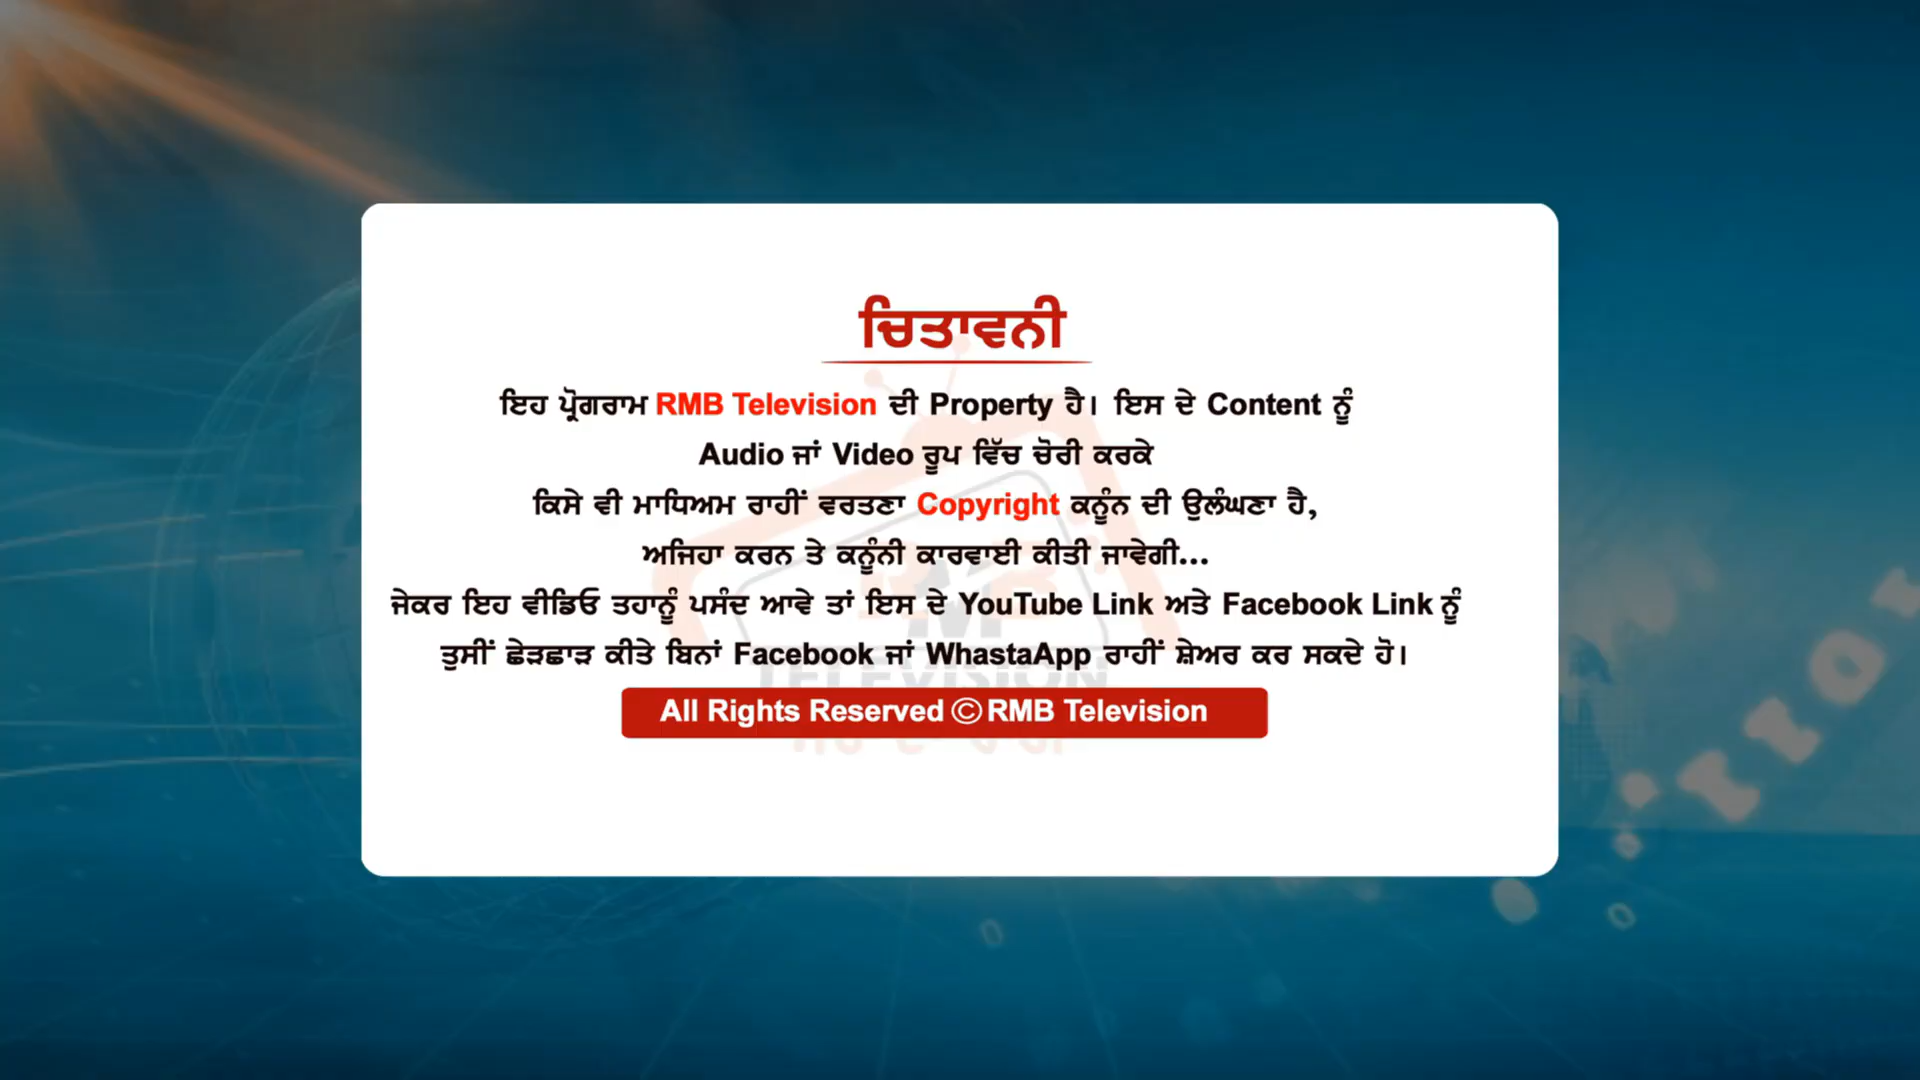 ਚਿਤਾਵਨੀ
ਇਹ ਪ੍ਰੋਗਰਾਮ RMB Television ਦੀ Property ਹੈ। ਇਸ ਦੇ Content ਨੂੰ
Audio ਜਾਂ Video ਰੂਪ ਵਿੱਚ ਚੋਰੀ ਕਰਕੇ
ਕਿਸੇ ਵੀ ਮਾਧਿਅਮ ਰਾਹੀਂ ਵਰਤਣਾ Copyright ਕਨੂੰਨ ਦੀ ਉਲੰਘਣਾ ਹੈ,
ਅਜਿਹਾ ਕਰਨ ਤੇ ਕਨੂੰਨੀ ਕਾਰਵਾਈ ਕੀਤੀ ਜਾਵੇਗੀ...
ਜੇਕਰ ਇਹ ਵੀਡਿਓ ਤਹਾਨੂੰ ਪਸੰਦ ਆਵੇ ਤਾਂ ਇਸ ਦੇ YouTube Link ਅਤੇ Facebook Link ਨੂੰ
ਤੁਸੀਂ ਛੇੜਛਾੜ ਕੀਤੇ ਬਿਨਾਂ Facebook ਜਾਂ WhastaApp ਰਾਹੀਂ ਸ਼ੇਅਰ ਕਰ ਸਕਦੇ ਹੋ।
All Rights Reserved © RMB Television